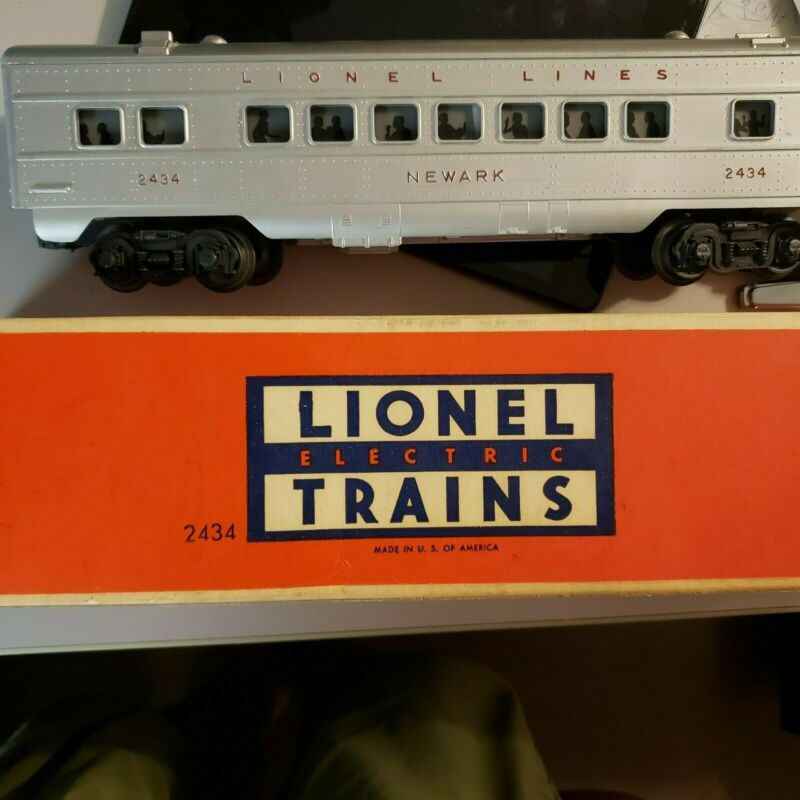 LIONEL LINES
2434 NEWARK 2434
LIONEL
ELECTRIC
TRAINS
2434
MADE IN U. S. OF AMERICA